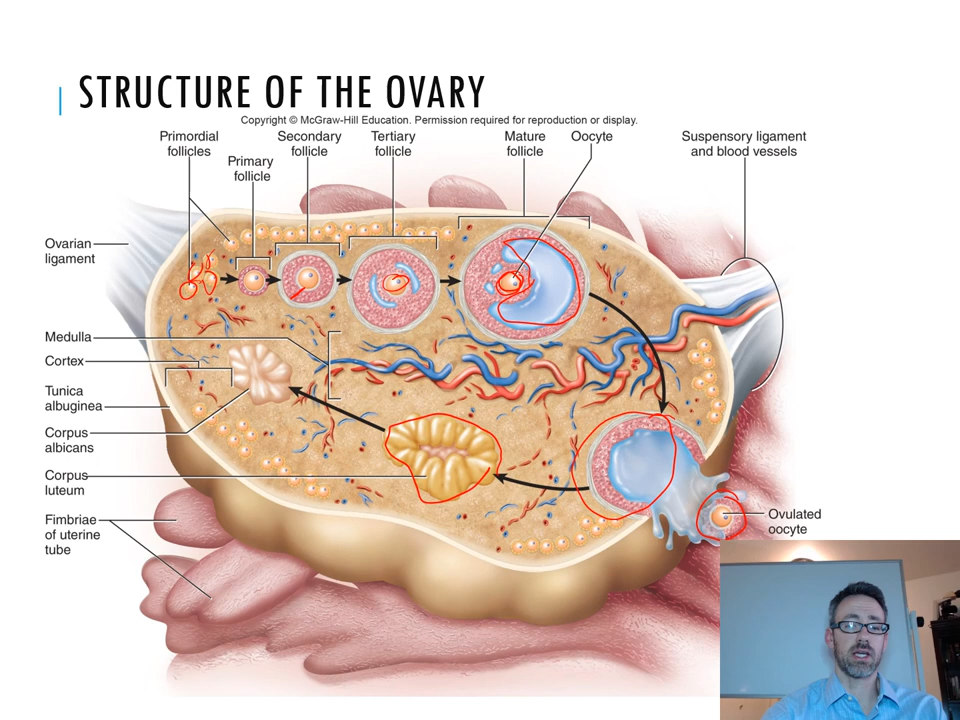 STRUCTURE OF THE OVARY
Copyright © McGraw-Hill Education. Permission required for reproduction or display.
Primordial
follicles
Primary
follicle
Secondary
follicle
Tertiary
follicle
Mature
follicle
Oocyte
Suspensory ligament
and blood vessels
Ovarian
ligament
Medulla
Cortex
Tunica
albuginea
Corpus
albicans
Corpus
luteum
Fimbriae
of uterine
tube
Ovulated
oocyte